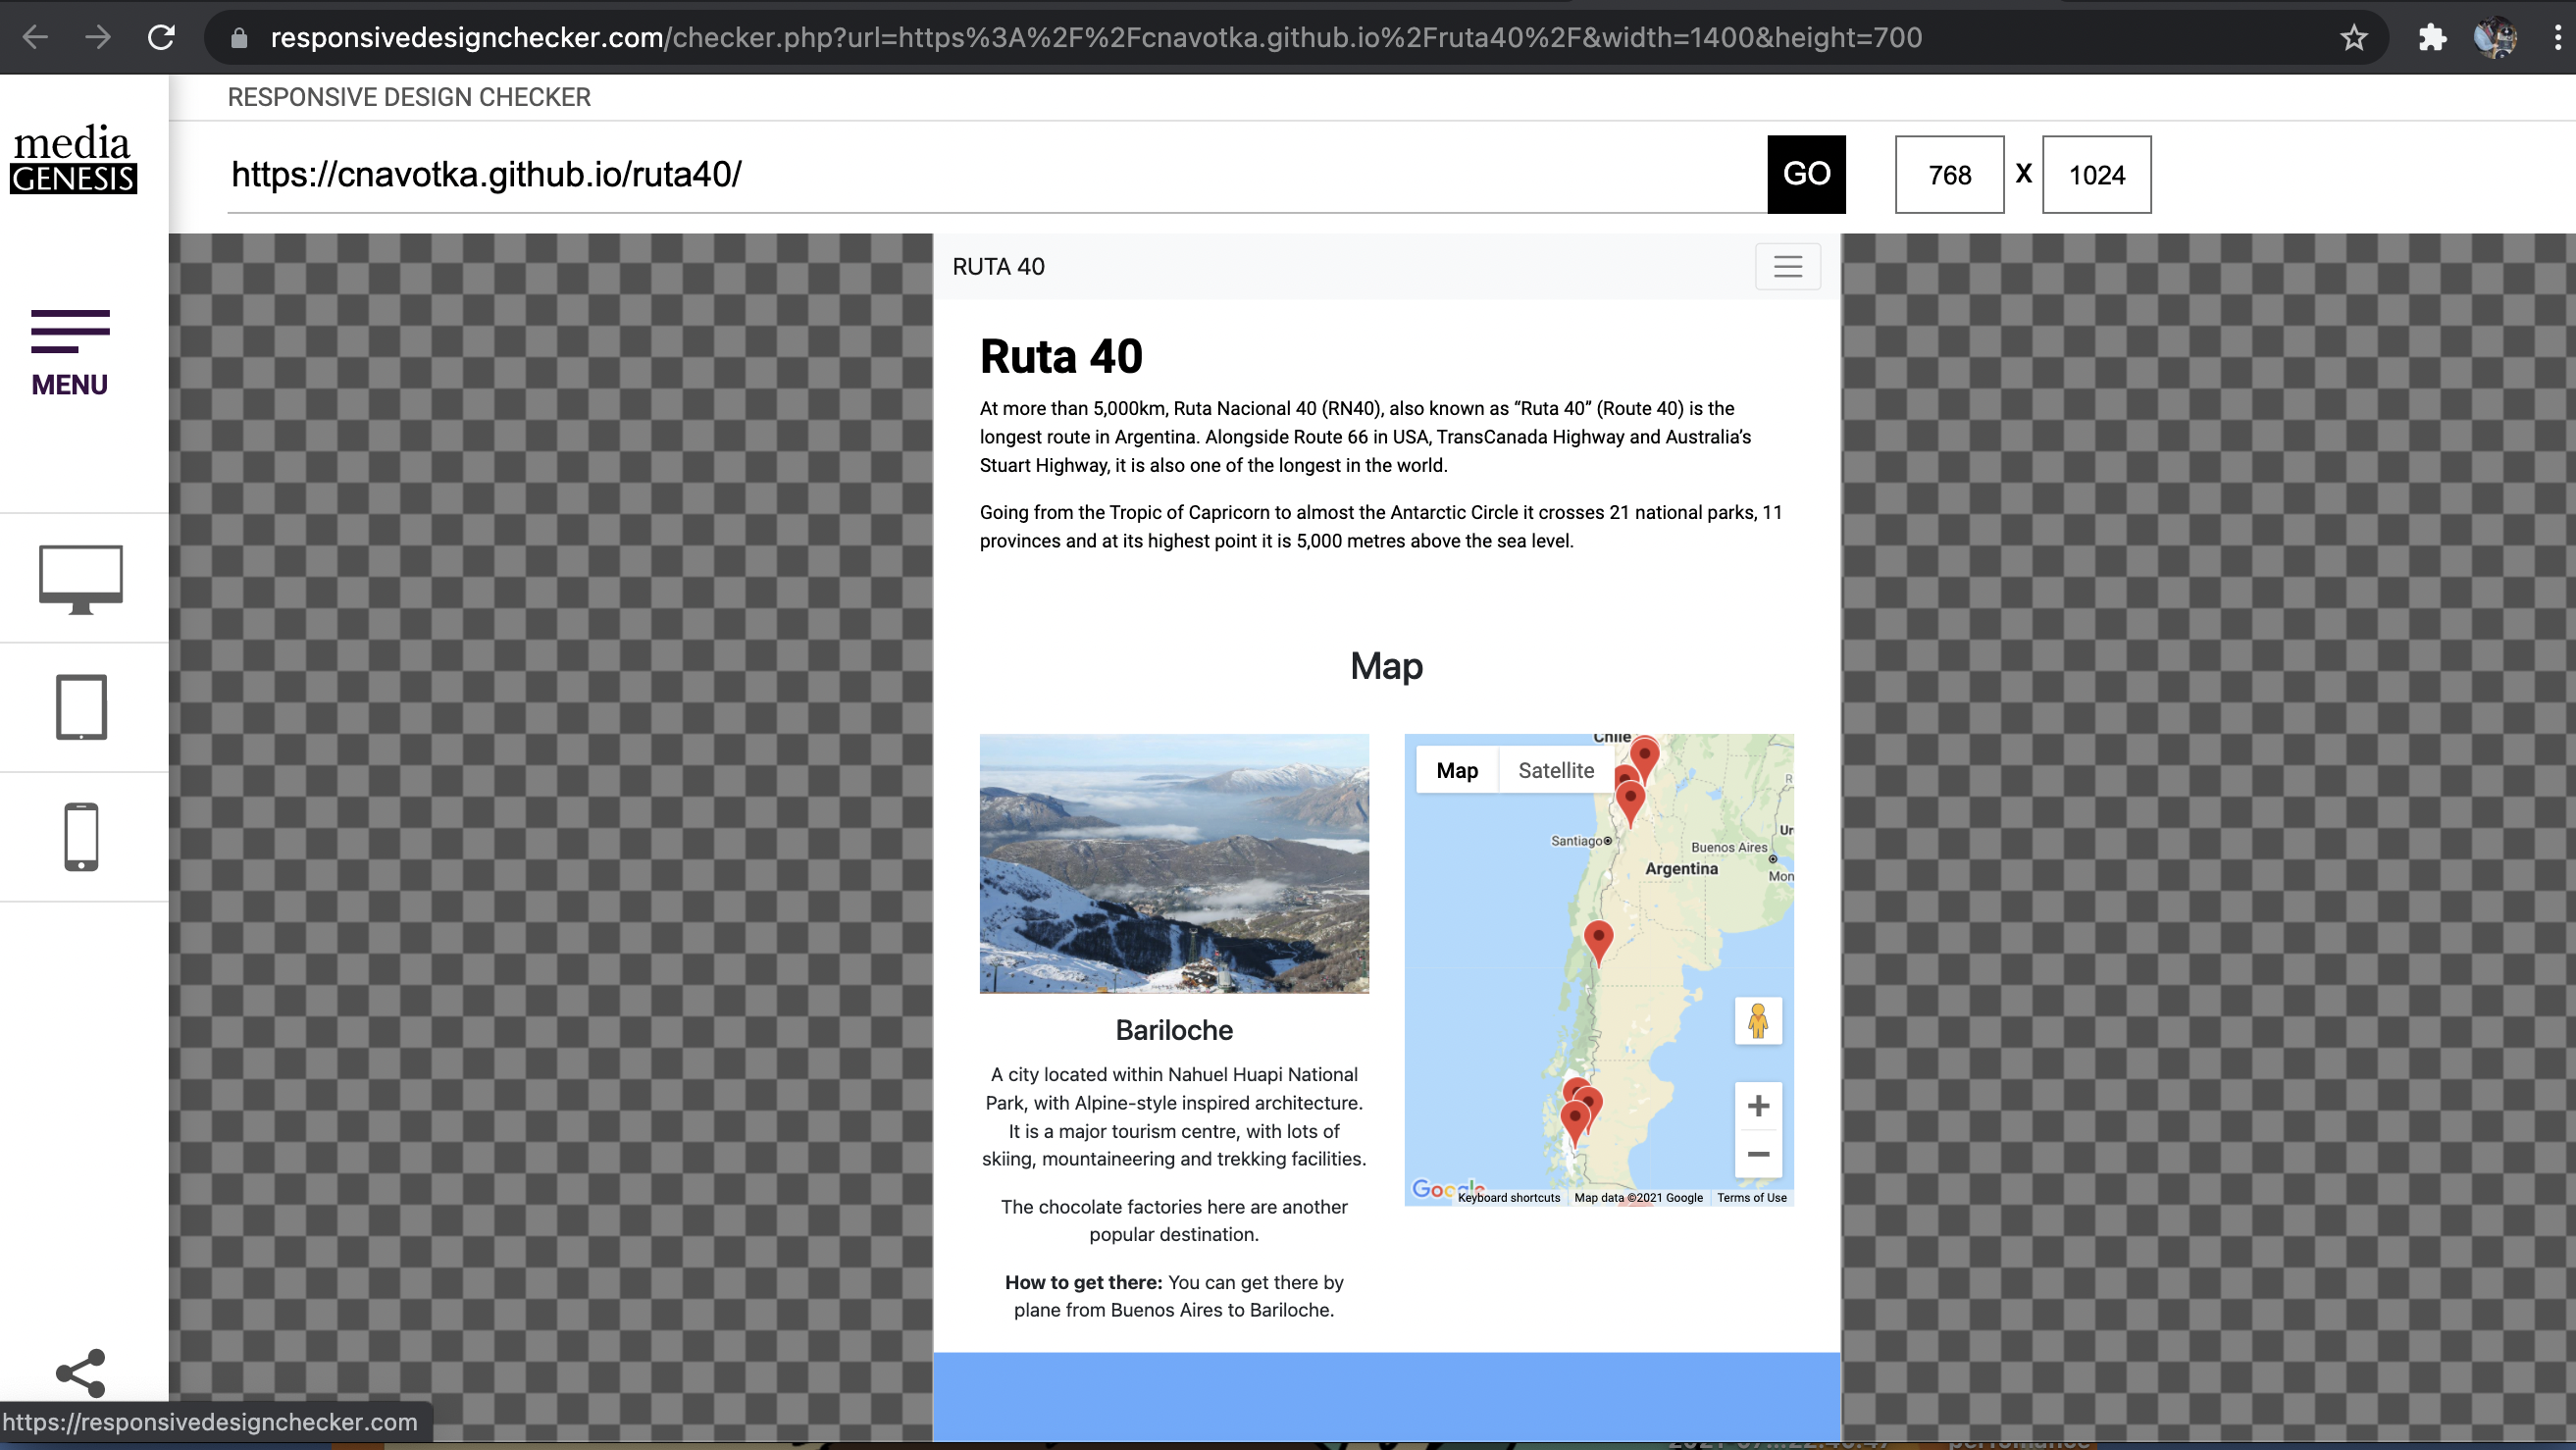 responsivedesignchecker.com/checker.php?url=https%3A%2F%2Fcnavotka.github.io%2Fruta40%2F&width=1400&height=700
RESPONSIVE DESIGN CHECKER
media
GENESIS
https://cnavotka.github.io/ruta40/
GO
768 X 1024
MENU
RUTA 40
Ruta 40
At more than 5,000km, Ruta Nacional 40 (RN40), also known as “Ruta 40” (Route 40) is the
longest route in Argentina. Alongside Route 66 in USA, TransCanada Highway and Australia’s
Stuart Highway, it is also one of the longest in the world.
Going from the Tropic of Capricorn to almost the Antarctic Circle it crosses 21 national parks, 11
provinces and at its highest point it is 5,000 metres above the sea level.
Map
Bariloche
A city located within Nahuel Huapi National
Park, with Alpine-style inspired architecture.
It is a major tourism centre, with lots of
skiing, mountaineering and trekking facilities.
The chocolate factories here are another
popular destination.
How to get there: You can get there by
plane from Buenos Aires to Bariloche.
Chile
Map Satellite
Santiago
Buenos Aires
Argentina
Ur
Mon
Google
Keyboard shortcuts Map data ©2021 Google Terms of Use
https://responsivedesignchecker.com